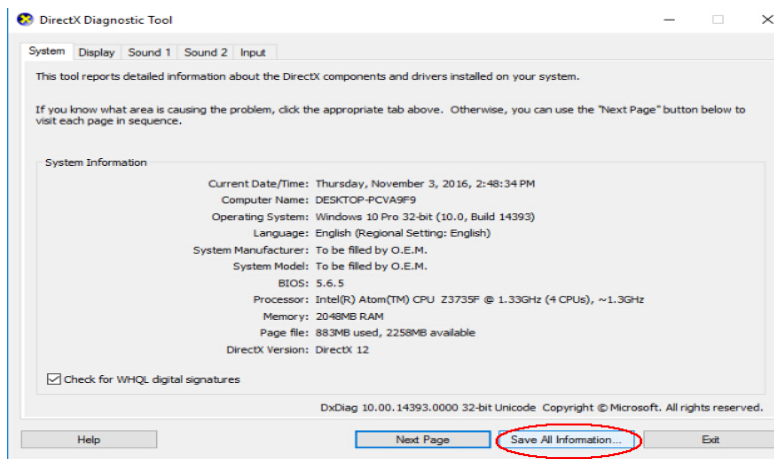 DirectX Diagnostic Tool
System Display Sound 1 Sound 2 Input
This tool reports detailed information about the DirectX components and drivers installed on your system.
If you know what area is causing the problem, click the appropriate tab above. Otherwise, you can use the "Next Page" button below to
visit each page in sequence.
System Information
Current Date/Time: Thursday, November 3, 2016, 2:48:34 PM
Computer Name: DESKTOP-PCVA9F9
Operating System: Windows 10 Pro 32-bit (10.0, Build 14393)
Language: English (Regional Setting: English)
System Manufacturer: To be filled by O.E.M.
System Model: To be filled by O.E.M.
BIOS: 5.6.5
Processor: Intel(R) Atom(TM) CPU Z3735F @ 1.33GHz (4 CPUs), ~1.3GHz
Memory: 2048MB RAM
Page file: 883MB used, 2258MB available
DirectX Version: DirectX 12
Check for WHQL digital signatures
DxDiag 10.00.14393.0000 32-bit Unicode Copyright © Microsoft. All rights reserved.
Help Next Page Save All Information... Exit